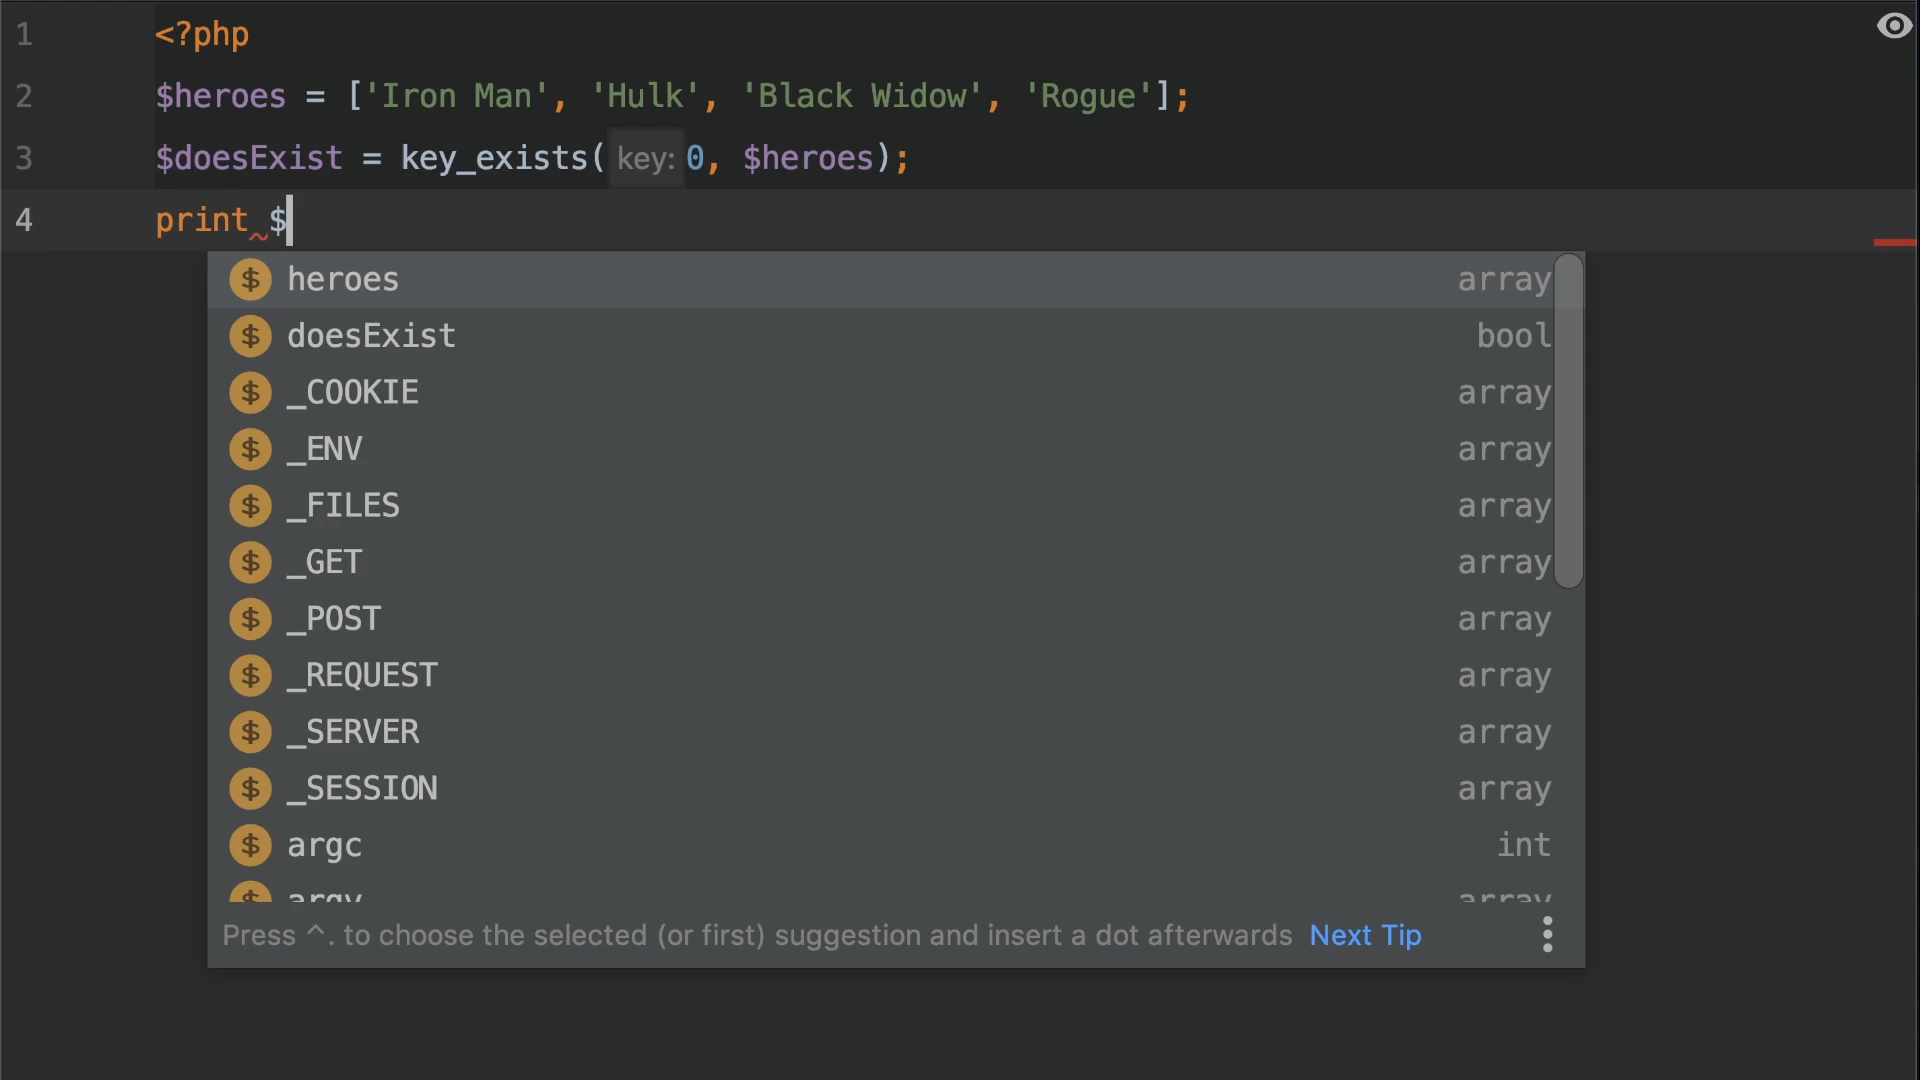 1 <?php
2 $heroes = ['Iron Man', 'Hulk', 'Black Widow', 'Rogue'];
3 $doesExist = key_exists( key: 0, $heroes);
4 print $
$ heroes array
$ doesExist bool
$ _COOKIE array
$ _ENV array
$ _FILES array
$ _GET array
$ _POST array
$ _REQUEST array
$ _SERVER array
$ _SESSION array
$ argc int
$ argv array
Press ^. to choose the selected (or first) suggestion and insert a dot afterwards Next Tip